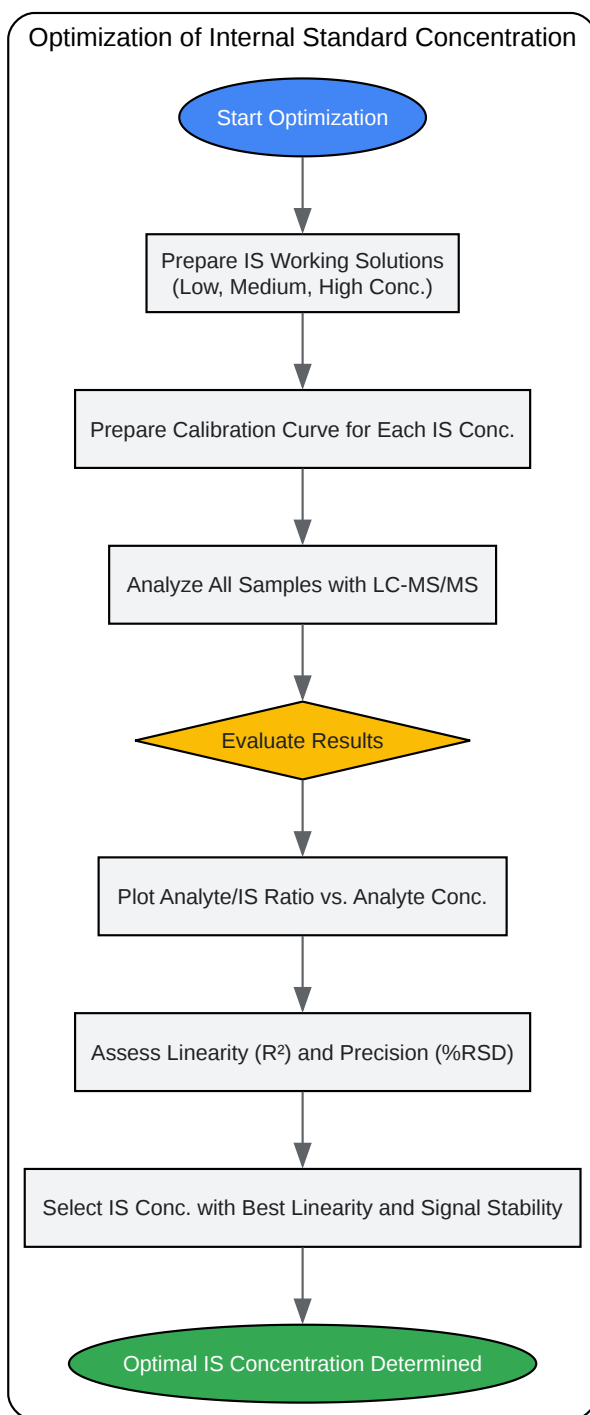 Optimization of Internal Standard Concentration
Start Optimization
Prepare IS Working Solutions
(Low, Medium, High Conc.)
Prepare Calibration Curve for Each IS Conc.
Analyze All Samples with LC-MS/MS
Evaluate Results
Plot Analyte/IS Ratio vs. Analyte Conc.
Assess Linearity (R²) and Precision (%RSD)
Select IS Conc. with Best Linearity and Signal Stability
Optimal IS Concentration Determined